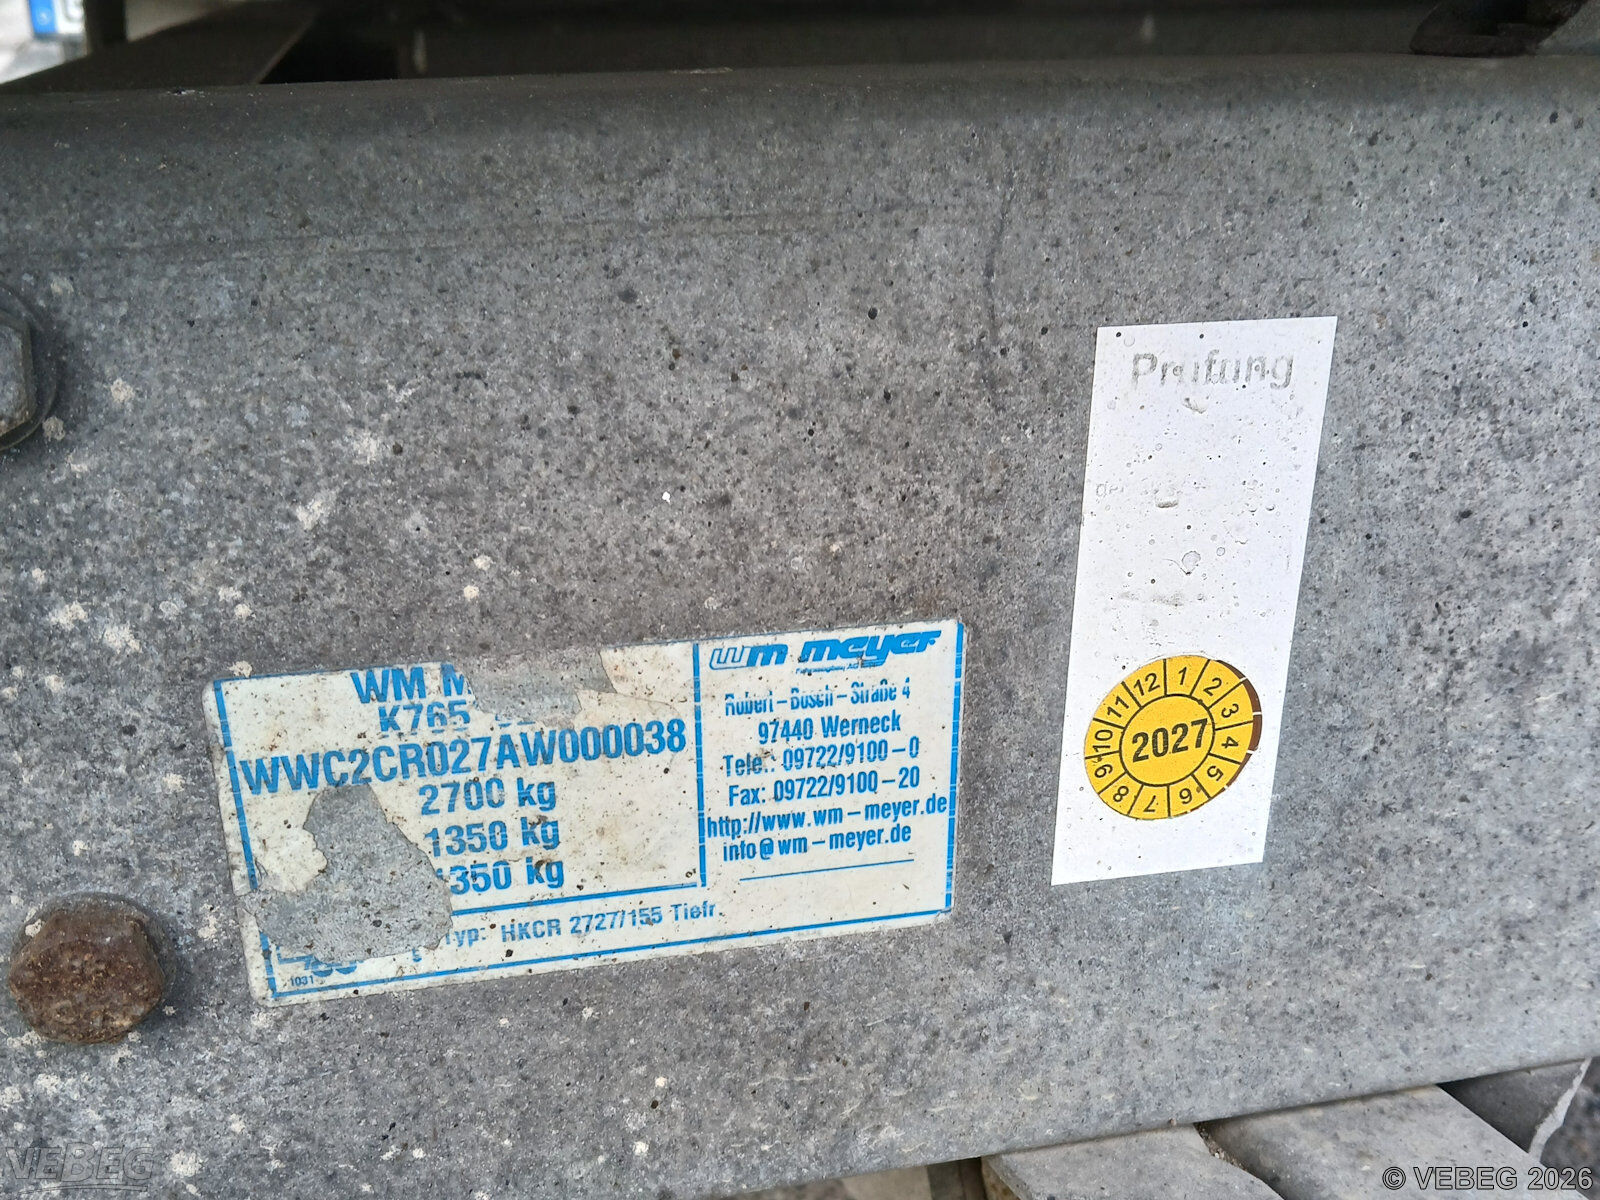 WM M
K765
WWC2CR027AW000038
2700 kg
1350 kg
1350 kg
Typ: HKCR 2727/155 Tiefr.
1031
wm meyer
Robert-Bosch-Straße 4
97440 Werneck
Tele.: 09722/9100-0
Fax: 09722/9100-20
http://www.wm-meyer.de
info@wm-meyer.de
Prüfung
1 2 3 4 5 6 7 8 9 10 11 12
2027
VEBEG
© VEBEG 2026